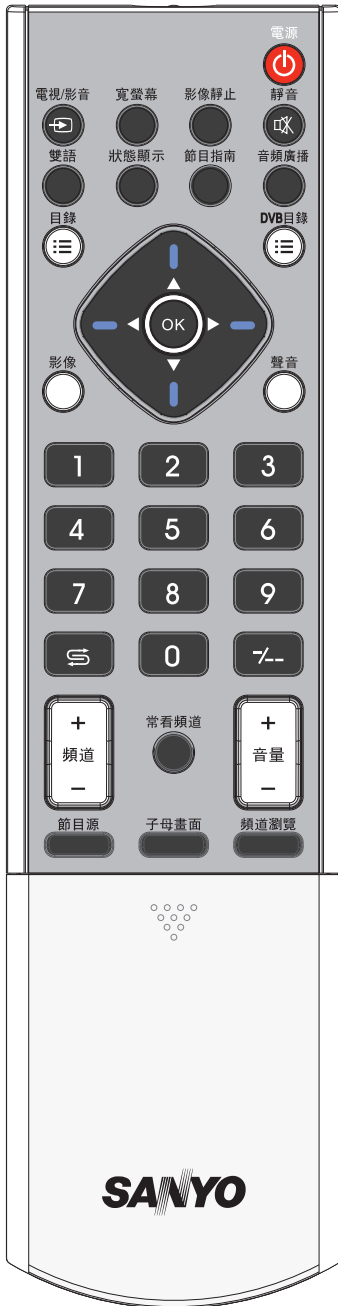 電源
電視/影音 寬螢幕 影像靜止 靜音
雙語 狀態顯示 節目指南 音頻廣播
目錄 DVB目錄
OK
影像 聲音
1 2 3
4 5 6
7 8 9
0 -/--
+ 常看頻道 +
頻道 音量
− −
節目源 子母畫面 頻道瀏覽
SANYO